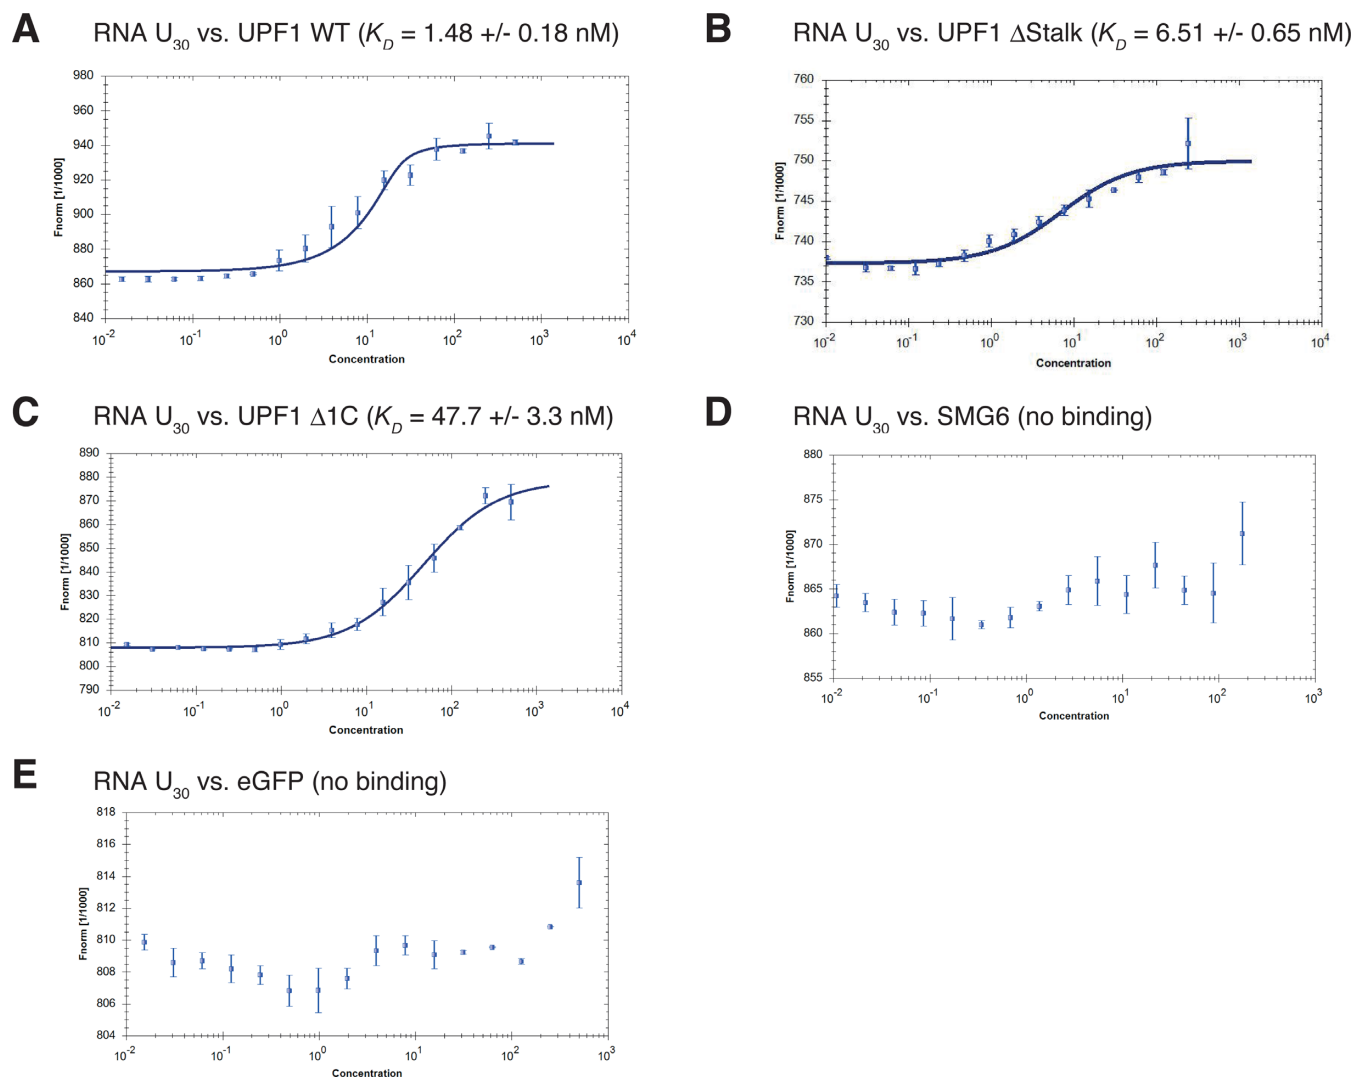 A RNA U30 vs. UPF1 WT (KD = 1.48 +/- 0.18 nM)
980
960
940
920
900
880
860
840
Fnorm [1/1000]
10-2 10-1 100 101 102 103 104
Concentration
B RNA U30 vs. UPF1 ΔStalk (KD = 6.51 +/- 0.65 nM)
760
755
750
745
740
735
730
Fnorm [1/1000]
10-2 10-1 100 101 102 103 104
Concentration
C RNA U30 vs. UPF1 Δ1C (KD = 47.7 +/- 3.3 nM)
890
880
870
860
850
840
830
820
810
800
790
Fnorm [1/1000]
10-2 10-1 100 101 102 103 104
Concentration
D RNA U30 vs. SMG6 (no binding)
880
875
870
865
860
855
Fnorm [1/1000]
10-2 10-1 100 101 102 103
Concentration
E RNA U30 vs. eGFP (no binding)
818
816
814
812
810
808
806
804
Fnorm [1/1000]
10-2 10-1 100 101 102 103
Concentration